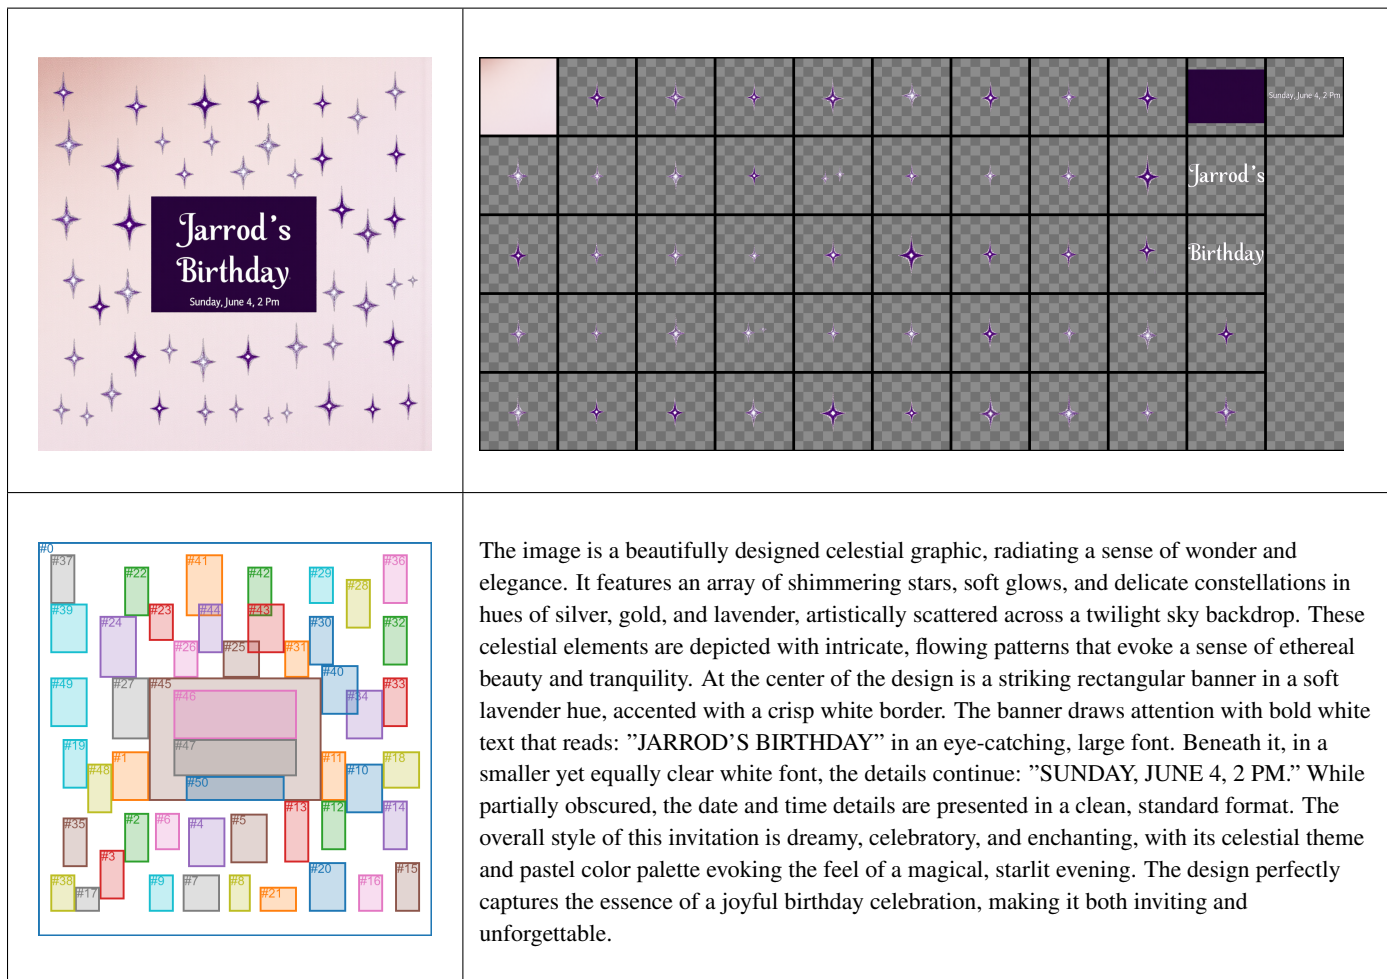 Jarrod's
Birthday
Sunday, June 4, 2 Pm
Sunday, June 4, 2 Pm
Jarrod's
Birthday
#0
#37
#41
#36
#22
#42
#29
#28
#39
#24
#23
#44
#43
#30
#32
#26
#25
#31
#40
#49
#27
#45
#46
#34
#33
#47
#19
#48
#1
#11
#10
#18
#50
#35
#2
#6
#4
#5
#13
#12
#14
#3
#38
#17
#9
#7
#8
#21
#20
#16
#15
The image is a beautifully designed celestial graphic, radiating a sense of wonder and
elegance. It features an array of shimmering stars, soft glows, and delicate constellations in
hues of silver, gold, and lavender, artistically scattered across a twilight sky backdrop. These
celestial elements are depicted with intricate, flowing patterns that evoke a sense of ethereal
beauty and tranquility. At the center of the design is a striking rectangular banner in a soft
lavender hue, accented with a crisp white border. The banner draws attention with bold white
text that reads: ”JARROD’S BIRTHDAY” in an eye-catching, large font. Beneath it, in a
smaller yet equally clear white font, the details continue: ”SUNDAY, JUNE 4, 2 PM.” While
partially obscured, the date and time details are presented in a clean, standard format. The
overall style of this invitation is dreamy, celebratory, and enchanting, with its celestial theme
and pastel color palette evoking the feel of a magical, starlit evening. The design perfectly
captures the essence of a joyful birthday celebration, making it both inviting and
unforgettable.